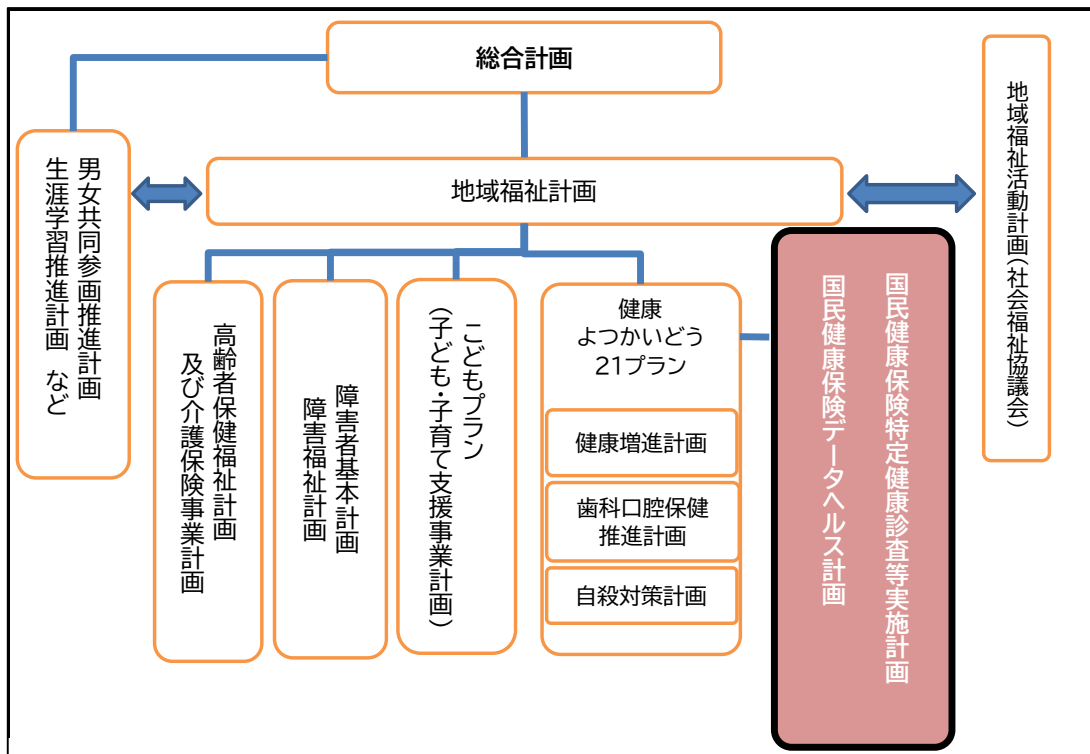 総合計画
男女共同参画推進計画
生涯学習推進計画 など
地域福祉計画
地域福祉活動計画(社会福祉協議会)
高齢者保健福祉計画
及び介護保険事業計画
障害者基本計画
障害福祉計画
こどもプラン
(子ども・子育て支援事業計画)
健康
よつかいどう
21プラン
健康増進計画
歯科口腔保健
推進計画
自殺対策計画
国民健康保険特定健康診査等実施計画
国民健康保険データヘルス計画